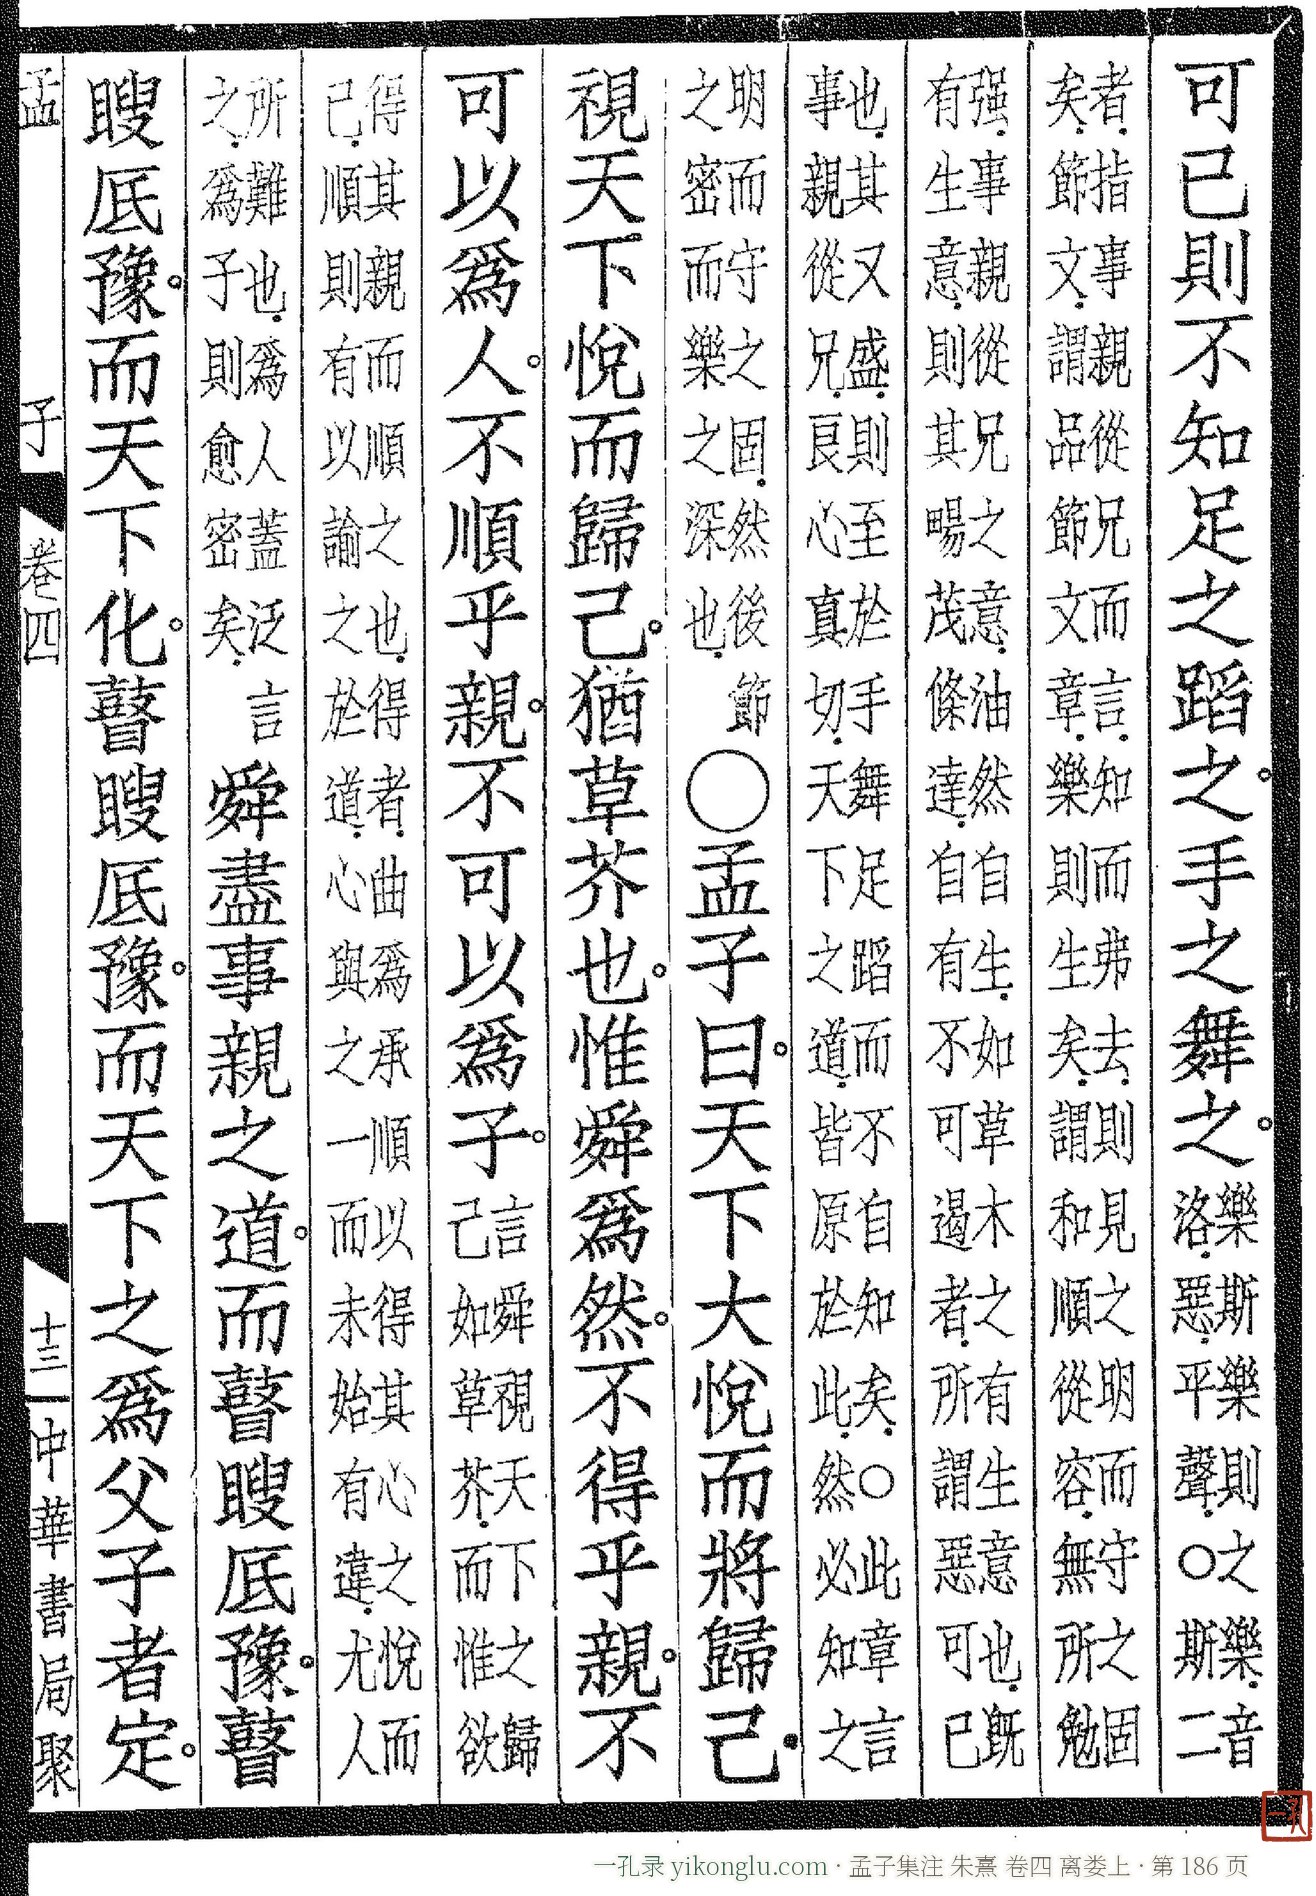 可已則不知足之蹈之。手之舞之。樂斯樂則之樂音洛惡平聲○斯二
者指事親從兄而言知而弗去則見之明而守之固
矣節文謂品節文章樂則生矣謂和順從容無所勉
强事親從兄之意油然自生如草木之有生意也既
有生意則其暢茂條達自有不可遏者所謂惡可已
也其又盛則至於手舞足蹈而不自知矣○此章言
事親從兄良心真切天下之道皆原於此然必知之
明而守之固然後節
之密而樂之深也
○孟子曰。天下大悅而將歸己。
視天下悅而歸己。猶草芥也。惟舜爲然。不得乎親。不
可以爲人。不順乎親。不可以爲子。
言舜視天下之歸
己如草芥而惟欲
得其親而順之也得者曲爲承順以得其心之悅而
已順則有以諭之於道心與之一而未始有違尤人
所難也爲人蓋泛言
之爲子則愈密矣
舜盡事親之道。而瞽瞍厎豫。瞽
瞍厎豫。而天下化。瞽瞍厎豫。而天下之爲父子者定。
孟子 卷四 十三 中華書局聚
一孔录 yikonglu.com · 孟子集注 朱熹 卷四 离娄上 · 第 186 页